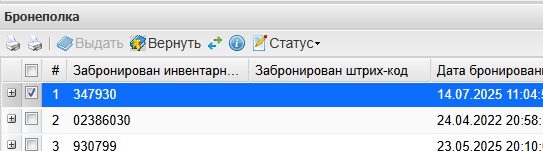 Бронеполка
Выдать Вернуть Статус
# Забронирован инвентарн... Забронирован штрих-код Дата бронирован
1 347930 14.07.2025 11:04:5
2 02386030 24.04.2022 20:58:
3 930799 23.05.2025 20:10: